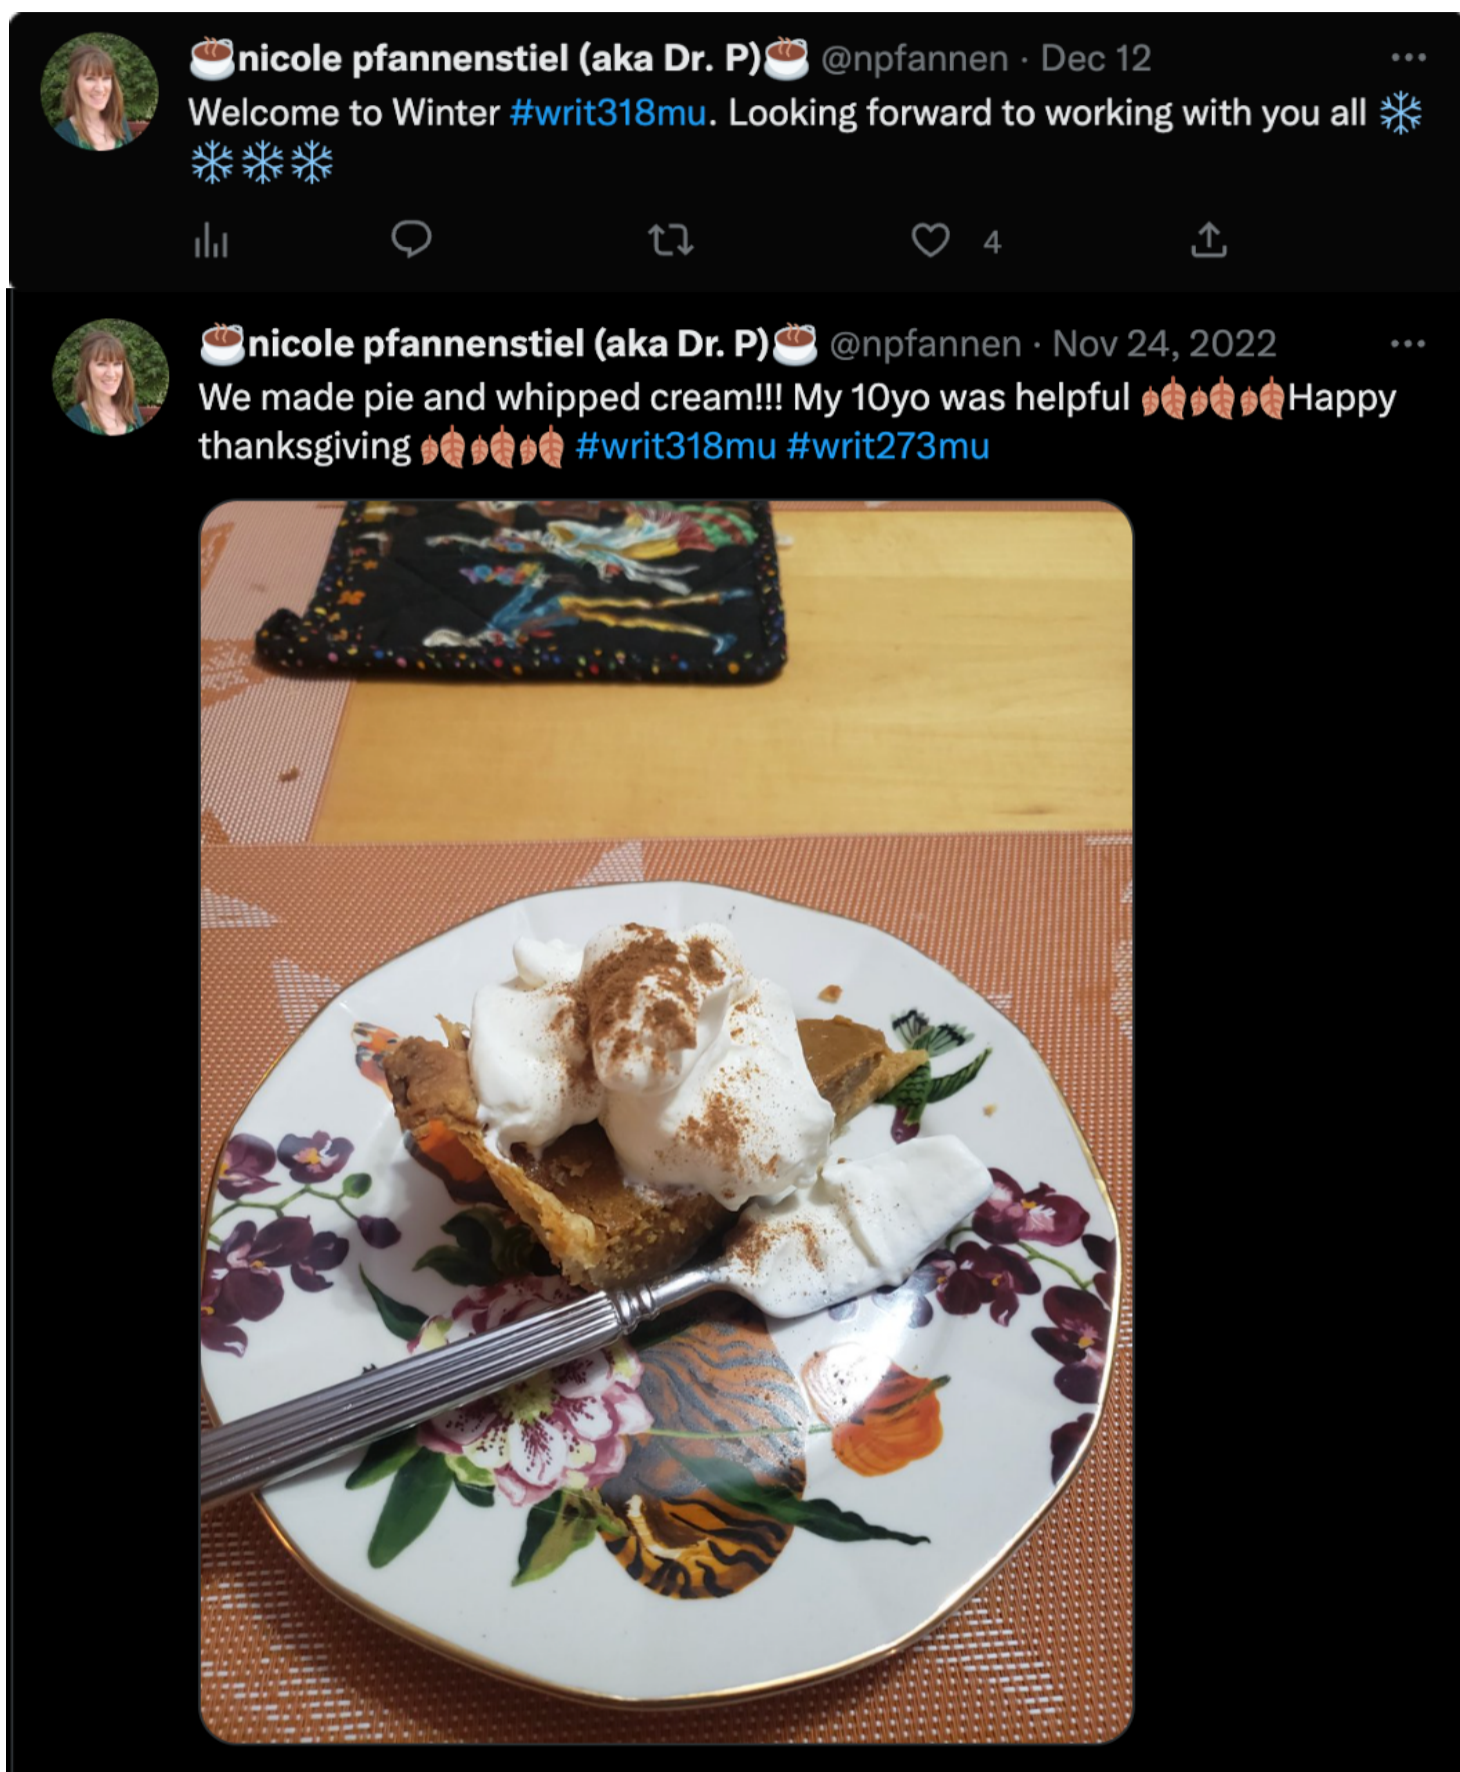 ☕nicole pfannenstiel (aka Dr. P)☕ @npfannen · Dec 12
Welcome to Winter #writ318mu. Looking forward to working with you all ❄️
❄️❄️❄️
4
☕nicole pfannenstiel (aka Dr. P)☕ @npfannen · Nov 24, 2022
We made pie and whipped cream!!! My 10yo was helpful 🍂🍂🍂Happy
thanksgiving 🍂🍂🍂 #writ318mu #writ273mu